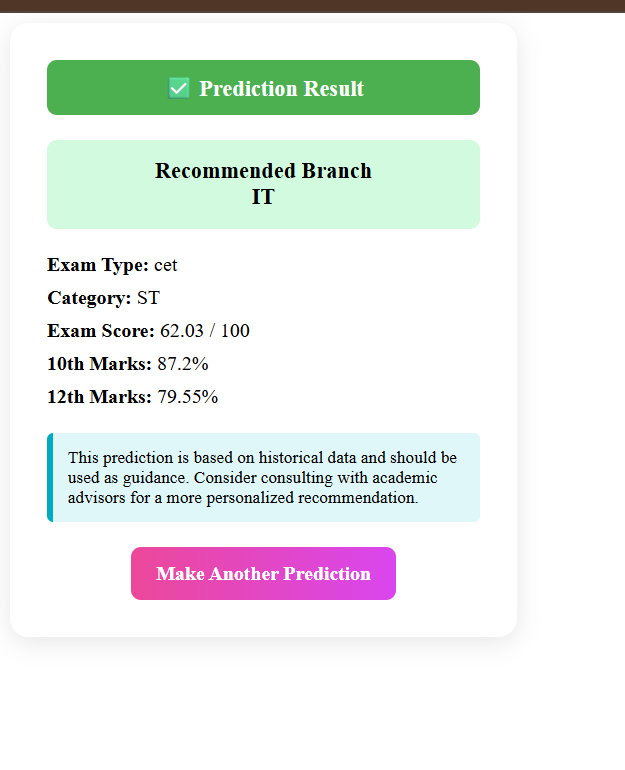 ✅ Prediction Result
Recommended Branch
IT
Exam Type: cet
Category: ST
Exam Score: 62.03 / 100
10th Marks: 87.2%
12th Marks: 79.55%
This prediction is based on historical data and should be
used as guidance. Consider consulting with academic
advisors for a more personalized recommendation.
Make Another Prediction